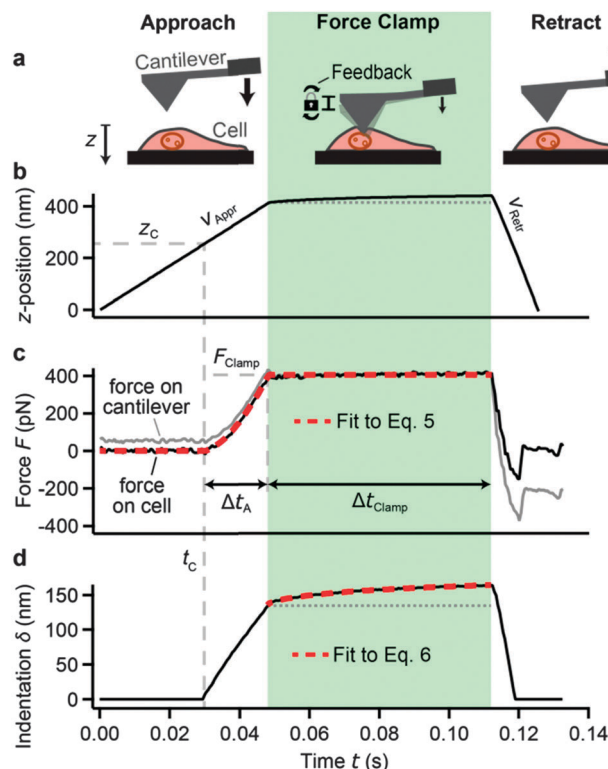 Approach Force Clamp Retract
a
Cantilever
Feedback
z
Cell
b
z-position (nm)
400
200
0
z_C
v_Appr
v_Retr
c
Force F (pN)
400
200
0
-200
-400
F_Clamp
force on
cantilever
force
on cell
Fit to Eq. 5
Δt_A
Δt_Clamp
t_C
d
Indentation δ (nm)
150
100
50
0
Fit to Eq. 6
0.00 0.02 0.04 0.06 0.08 0.10 0.12 0.14
Time t (s)